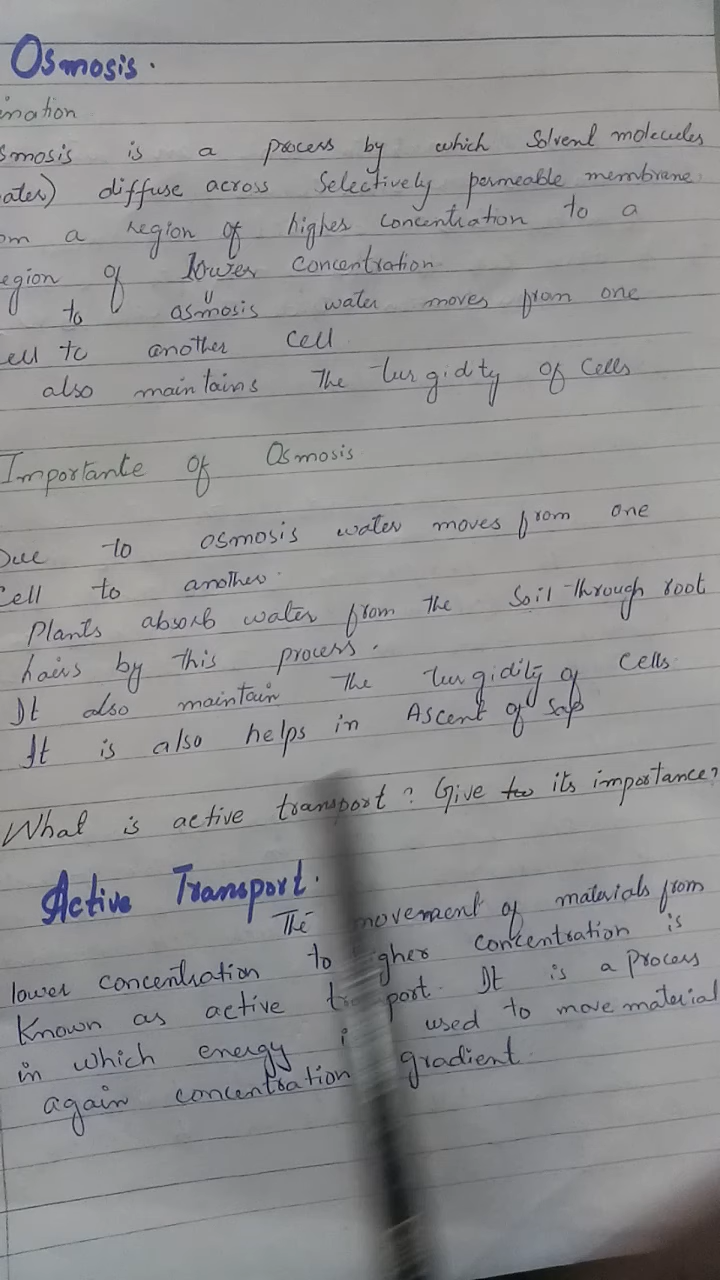 Osmosis.
ination
smosis is a process by which Solvent molecules
ater) diffuse across Selectively permeable membrane.
om a region of higher concentration to a
egion of lower concentration
to osmosis water moves from one
ell to another cell
also maintains The turgidity of Cells
Importante of Osmosis
Due to osmosis water moves from one
Cell to another.
Plants absorb water from the Soil through root
hairs by this process.
It also maintain the turgidity of cells
It is also helps in Ascent of Sap
What is active transport? Give its importance?
Active Transport.
The movement of materials from
lower concentration to gher concentration is
Known as active t port. It is a Process
in which energy i used to move material
again concentration gradient.